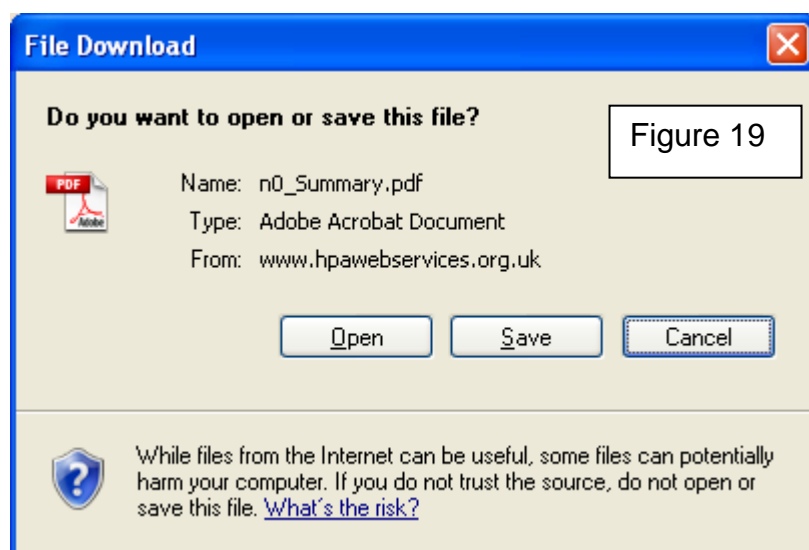 File Download
Do you want to open or save this file?
Figure 19
PDF
Adobe
Name: n0_Summary.pdf
Type: Adobe Acrobat Document
From: www.hpawebservices.org.uk
Open Save Cancel
While files from the Internet can be useful, some files can potentially
harm your computer. If you do not trust the source, do not open or
save this file. What's the risk?